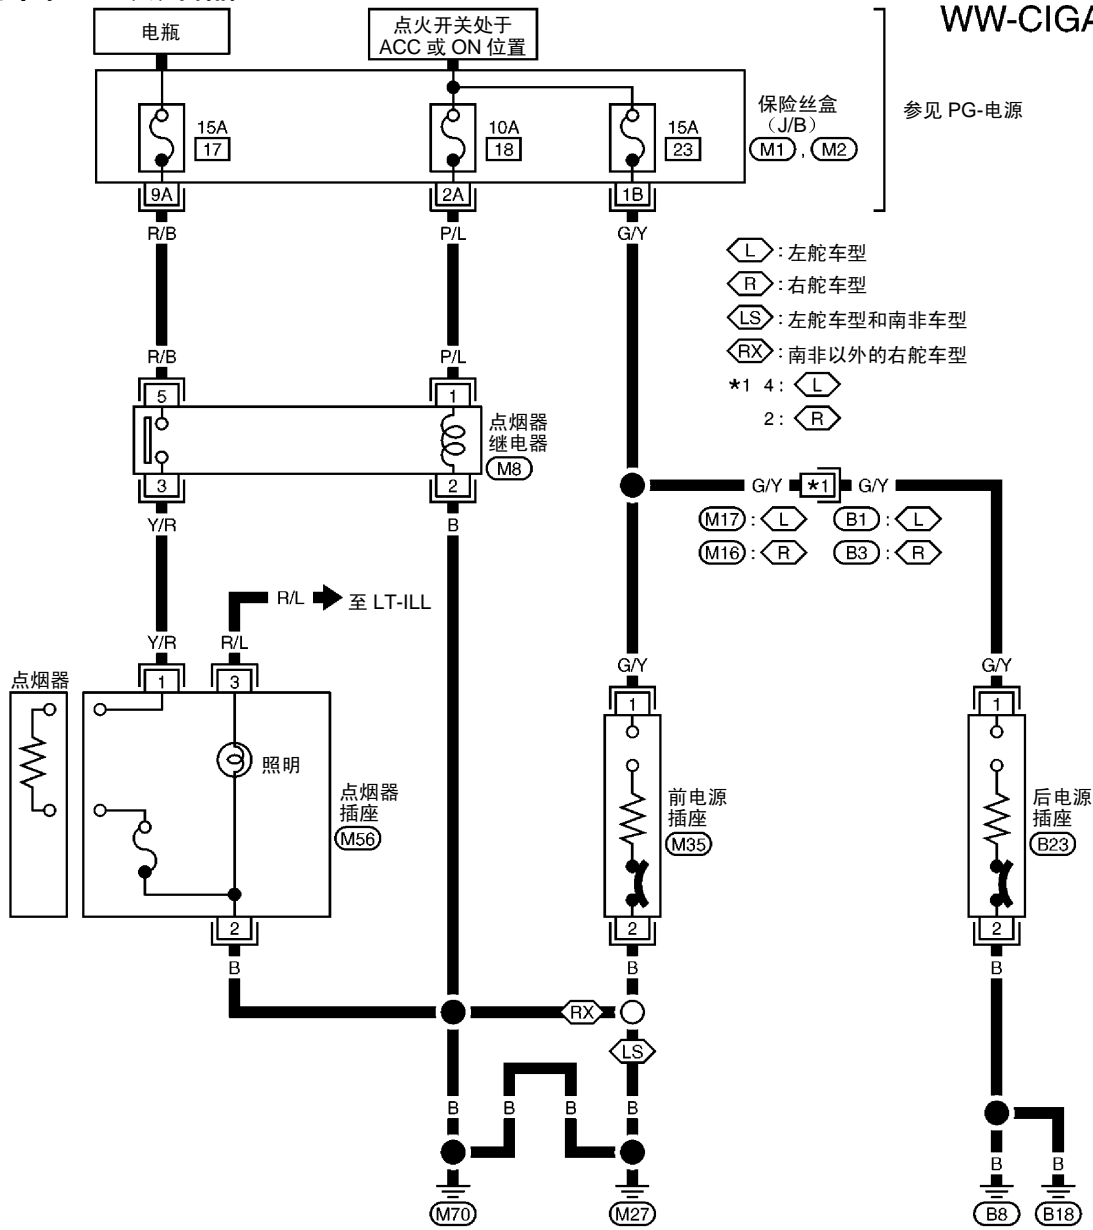 WW-CIGA
电瓶
点火开关处于
ACC 或 ON 位置
保险丝盒
（J/B）
M1 , M2
参见 PG-电源
15A
17
10A
18
15A
23
9A
2A
1B
R/B
P/L
G/Y
L : 左舵车型
R : 右舵车型
LS : 左舵车型和南非车型
RX : 南非以外的右舵车型
*1 4 : L
2 : R
R/B
P/L
5
1
点烟器
继电器
M8
3
2
Y/R
B
G/Y *1 G/Y
M17 : L B1 : L
M16 : R B3 : R
R/L 至 LT-ILL
Y/R
R/L
G/Y
G/Y
点烟器
1
3
1
1
照明
点烟器
插座
M56
前电源
插座
M35
后电源
插座
B23
2
2
2
B
B
B
RX
LS
B
B
B
B
B
B
M70
M27
B8
B18